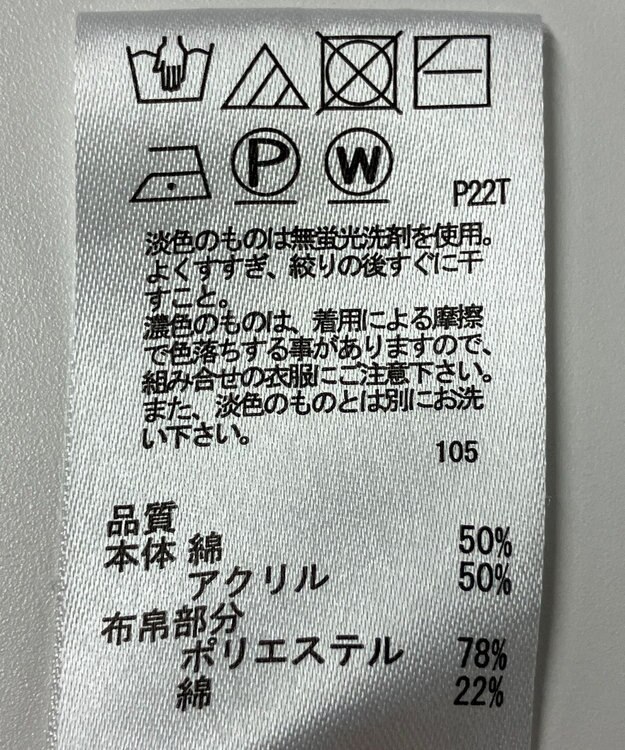 P W
P22T
淡色のものは無蛍光洗剤を使用。
よくすすぎ、絞りの後すぐに干
すこと。
濃色のものは、着用による摩擦
で色落ちする事がありますので、
組み合せの衣服にご注意下さい。
また、淡色のものとは別にお洗
い下さい。
105
品質
本体 綿 50%
アクリル 50%
布帛部分
ポリエステル 78%
綿 22%